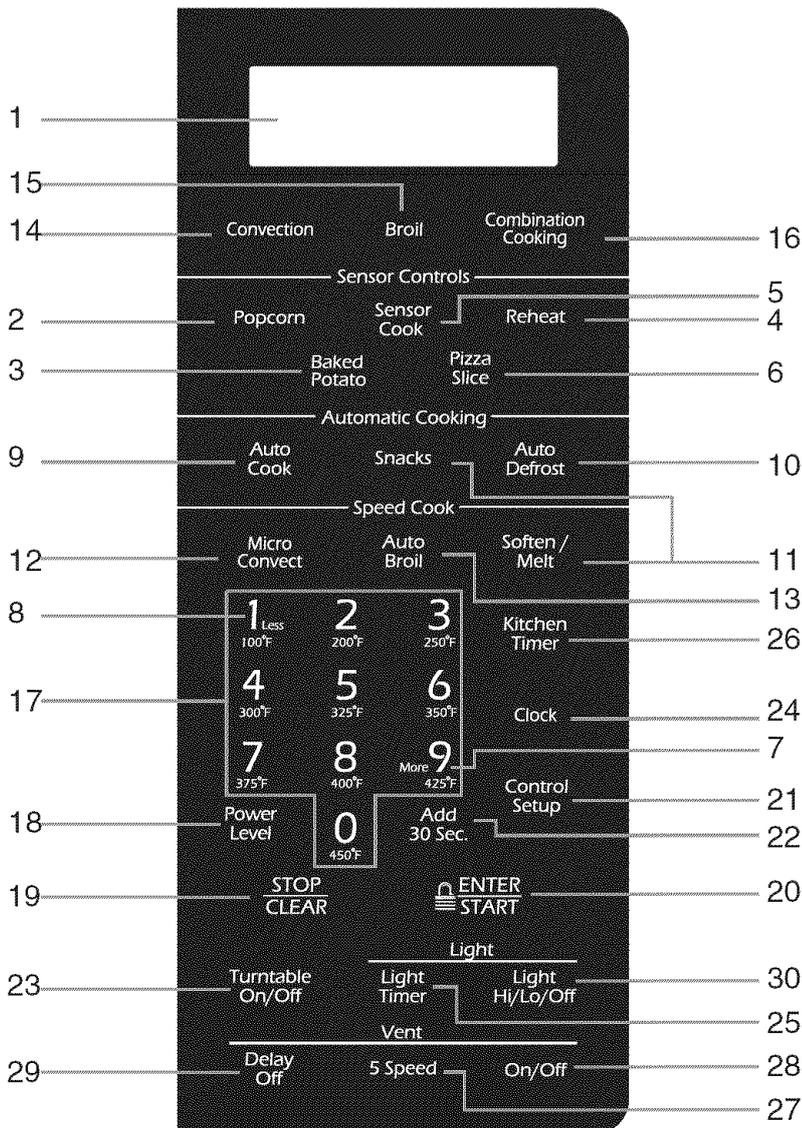 1
15
14 Convection Broil Combination Cooking 16
Sensor Controls
5
2 Popcorn Sensor Cook Reheat 4
3 Baked Potato Pizza Slice 6
Automatic Cooking
9 Auto Cook Snacks Auto Defrost 10
Speed Cook
12 Micro Convect Auto Broil Soften / Melt 11
13
8 1 Less 2 3 Kitchen Timer 26
100°F 200°F 250°F
17 4 5 6 Clock 24
300°F 325°F 350°F
7 8 More 9 7
375°F 400°F 425°F
Control Setup 21
18 Power Level 0 Add 30 Sec. 22
450°F
19 STOP CLEAR ENTER START 20
Light
23 Turntable On/Off Light Timer Light Hi/Lo/Off 30
25
Vent
29 Delay Off 5 Speed On/Off 28
27